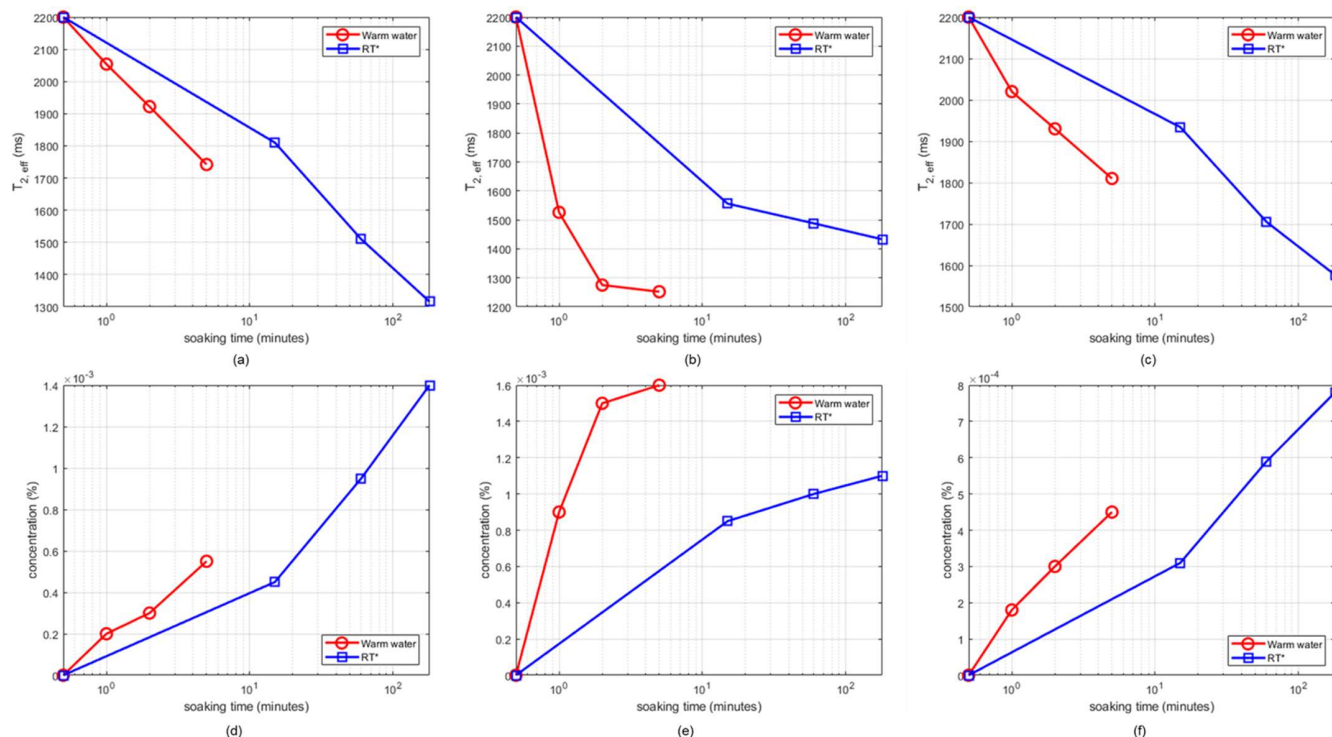 2200
2100
2000
1900
1800
1700
1600
1500
1400
1300
T2, eff (ms)
10^0
10^1
10^2
soaking time (minutes)
Warm water
RT*
(a)
2200
2100
2000
1900
1800
1700
1600
1500
1400
1300
1200
T2, eff (ms)
10^0
10^1
10^2
soaking time (minutes)
Warm water
RT*
(b)
2200
2100
2000
1900
1800
1700
1600
1500
T2, eff (ms)
10^0
10^1
10^2
soaking time (minutes)
Warm water
RT*
(c)
×10^-3
1.4
1.2
1
0.8
0.6
0.4
0.2
0
concentration (%)
10^0
10^1
10^2
soaking time (minutes)
Warm water
RT*
(d)
×10^-3
1.6
1.4
1.2
1
0.8
0.6
0.4
0.2
0
concentration (%)
10^0
10^1
10^2
soaking time (minutes)
Warm water
RT*
(e)
×10^-4
8
7
6
5
4
3
2
1
0
concentration (%)
10^0
10^1
10^2
soaking time (minutes)
Warm water
RT*
(f)